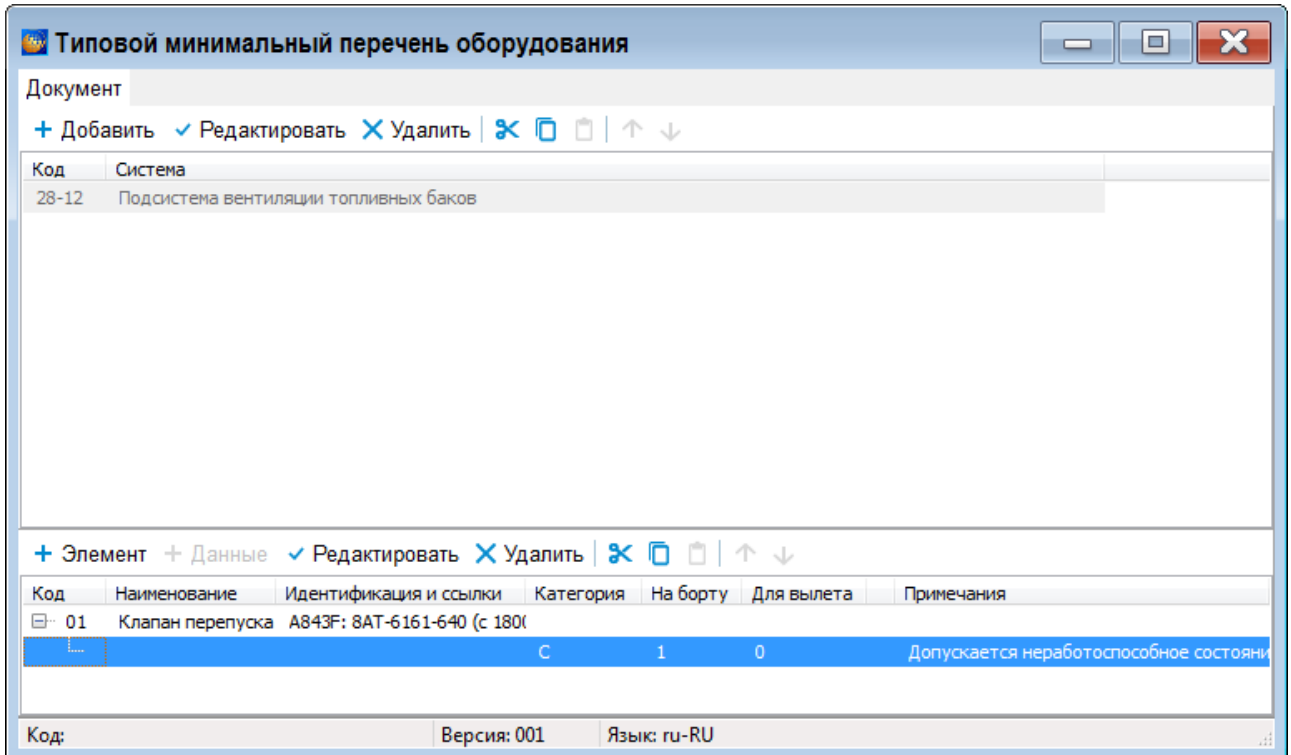 Типовой минимальный перечень оборудования
Документ
Добавить Редактировать Удалить
Код Система
28-12 Подсистема вентиляции топливных баков
Элемент Данные Редактировать Удалить
Код Наименование Идентификация и ссылки Категория На борту Для вылета Примечания
01 Клапан перепуска A843F: 8АТ-6161-640 (с 180
C 1 0 Допускается неработоспособное состояни
Код: Версия: 001 Язык: ru-RU